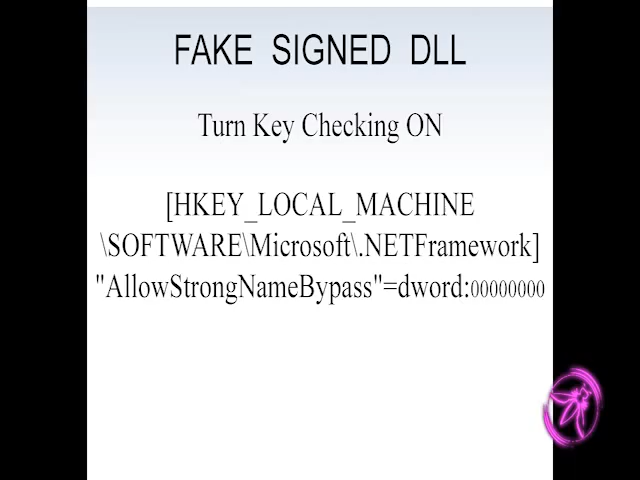 FAKE SIGNED DLL
Turn Key Checking ON
[HKEY_LOCAL_MACHINE
\SOFTWARE\Microsoft\.NETFramework]
"AllowStrongNameBypass"=dword:00000000